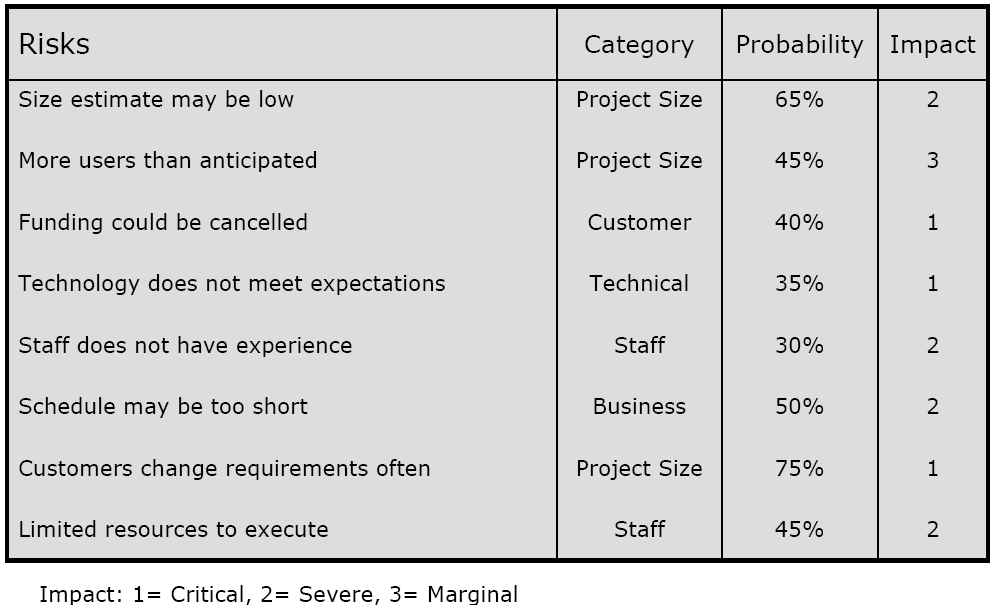 Risks Category Probability Impact
Size estimate may be low Project Size 65% 2
More users than anticipated Project Size 45% 3
Funding could be cancelled Customer 40% 1
Technology does not meet expectations Technical 35% 1
Staff does not have experience Staff 30% 2
Schedule may be too short Business 50% 2
Customers change requirements often Project Size 75% 1
Limited resources to execute Staff 45% 2
Impact: 1= Critical, 2= Severe, 3= Marginal